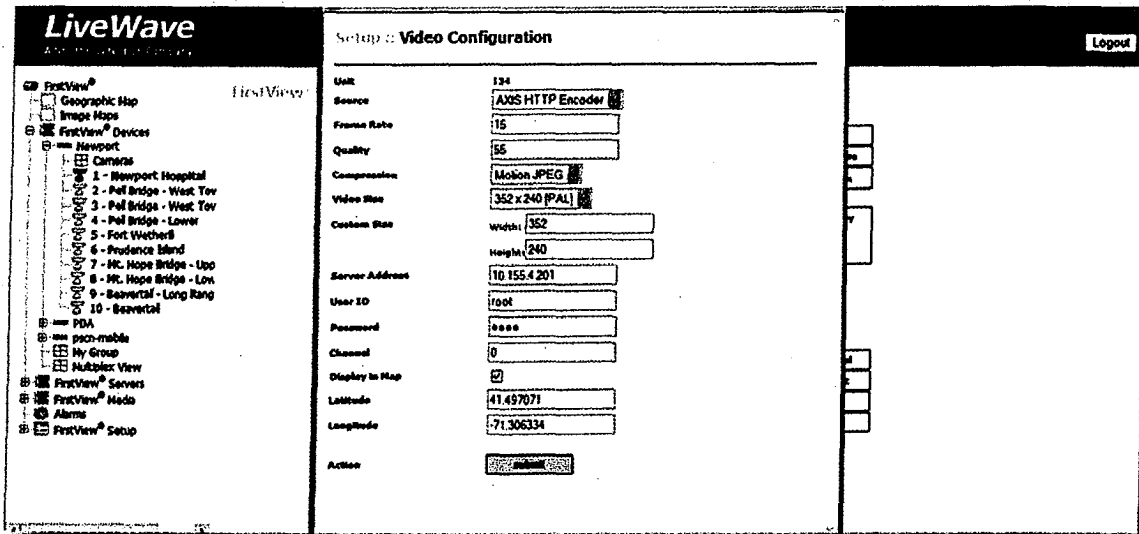 LiveWave
FirstView®
Geographic Map
Image Maps
FirstView® Devices
Newport
Cameras
1 - Newport Hospital
2 - Pell Bridge - West Tov
3 - Pell Bridge - West Tov
4 - Pell Bridge - Lower
5 - Fort Wetherill
6 - Prudence Island
7 - Mt. Hope Bridge - Upp
8 - Mt. Hope Bridge - Low
9 - Beavertail - Long Rang
10 - Beavertail
PDA
pscn-mobile
My Group
Multiplex View
FirstView® Servers
FirstView® Media
Alarms
FirstView® Setup
FirstView:
Setup :: Video Configuration
Unit 134
Source AXIS HTTP Encoder
Frame Rate 15
Quality 55
Compression Motion JPEG
Video Size 352 x 240 [PAL]
Custom Size Width: 352
Height: 240
Server Address 10.155.4.201
User ID root
Password ****
Channel 0
Display in Map
Latitude 41.497071
Longitude -71.306334
Action submit
Logout